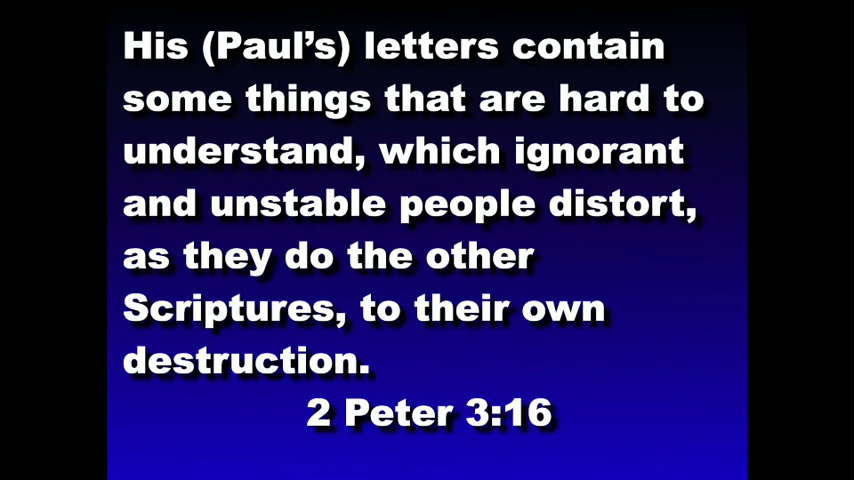 His (Paul’s) letters contain
some things that are hard to
understand, which ignorant
and unstable people distort,
as they do the other
Scriptures, to their own
destruction.
2 Peter 3:16